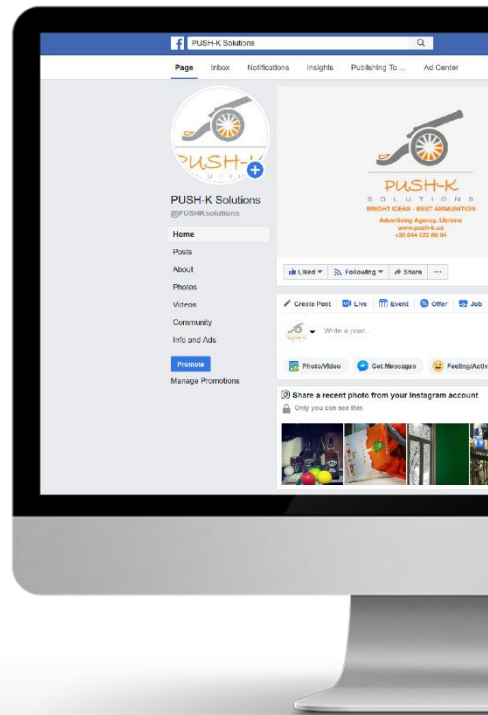 PUSH-K Solutions
Page Inbox Notifications Insights Publishing To... Ad Center
PUSH-K
PUSH-K Solutions
@PUSHKsolutions
Home
Posts
About
Photos
Videos
Community
Info and Ads
Promote
Manage Promotions
PUSH-K
SOLUTIONS
BRIGHT IDEAS - BEST AMMUNITION
Advertising Agency, Ukraine
www.push-k.ua
Liked Following Share ...
Create Post Live Event Offer Job
Write a post...
Photo/Video Get Messages Feeling/Activ
Share a recent photo from your Instagram account
Only you can see this